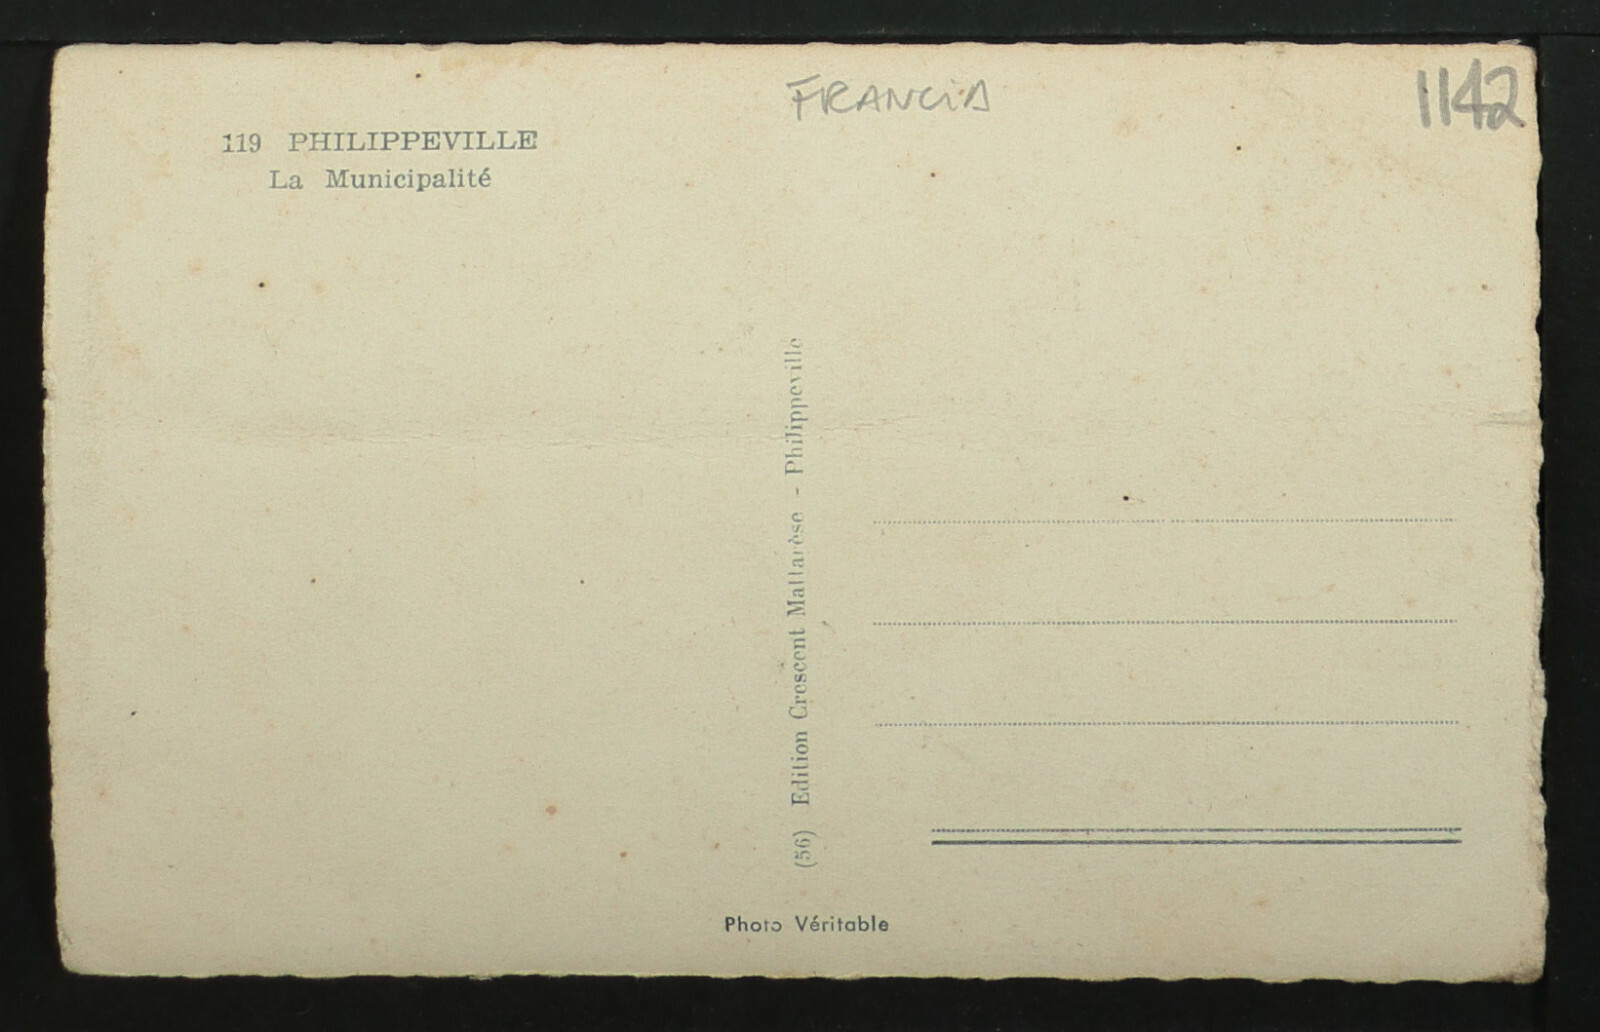 FRANCIA
1142
119 PHILIPPEVILLE
La Municipalité
(56) Edition Crescent Mallarèse - Philippeville
Photo Véritable